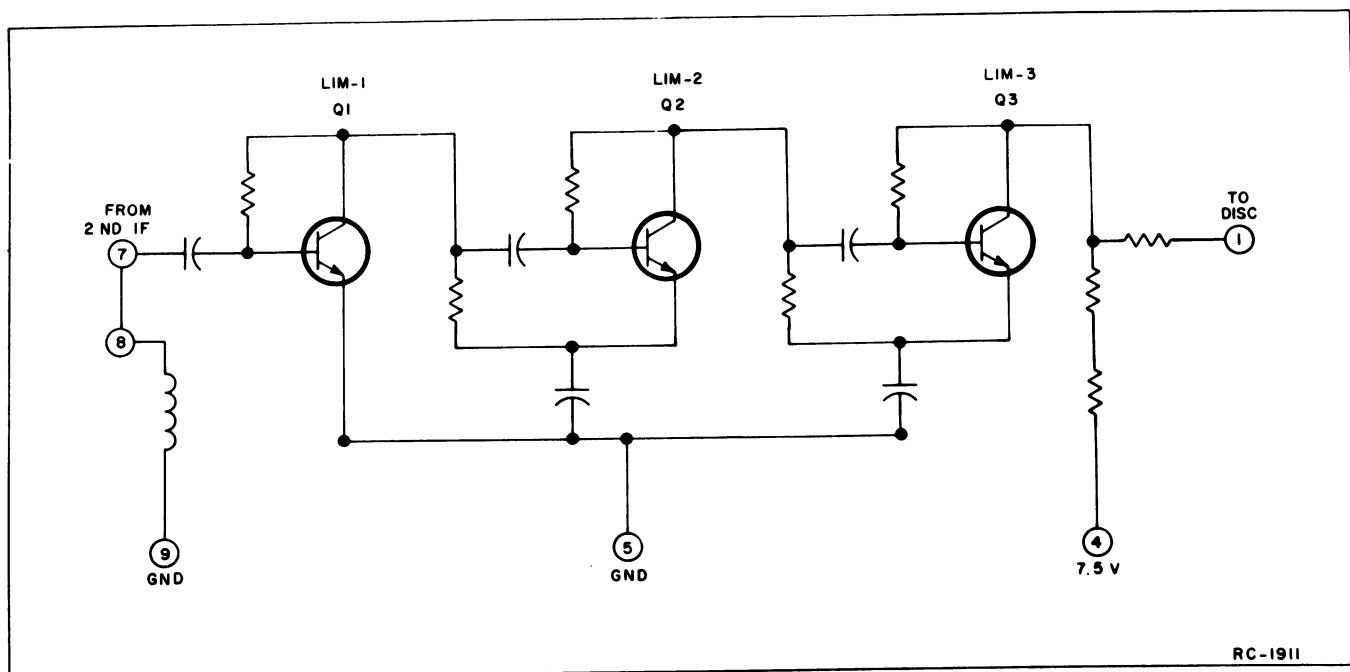 LIM-1
Q1
LIM-2
Q2
LIM-3
Q3
FROM
2 ND IF
7
8
9
GND
5
GND
TO
DISC
1
4
7.5 V
RC-1911